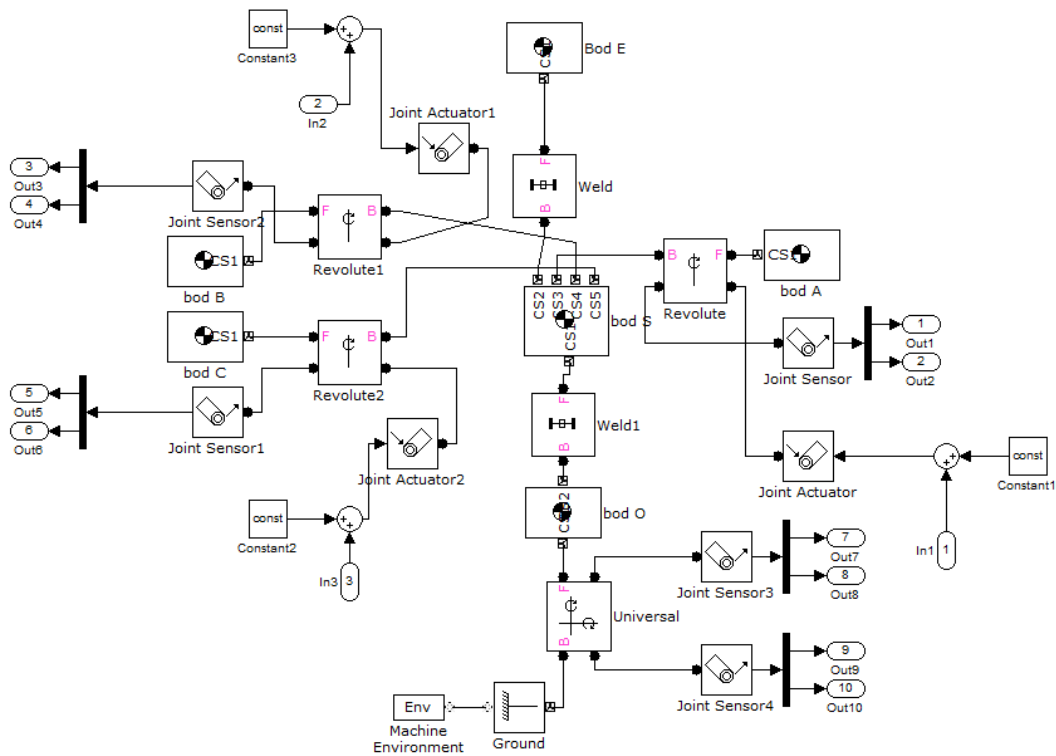 const
Constant3
2
In2
CS1
Bod E
Joint Actuator1
F
Weld
B
3
Out3
4
Out4
Joint Sensor2
F
B
Revolute1
CS1
bod B
B
F
Revolute
CS1
bod A
CS2
CS3
CS4
CS5
CS1
bod S
CS1
bod C
F
B
Revolute2
1
Out1
2
Out2
Joint Sensor
5
Out5
6
Out6
Joint Sensor1
F
Weld1
B
Joint Actuator2
Joint Actuator
const
Constant1
const
Constant2
bod O
In1
1
In3
3
7
Out7
8
Out8
Joint Sensor3
F
B
Universal
9
Out9
10
Out10
Joint Sensor4
Env
Machine
Environment
Ground